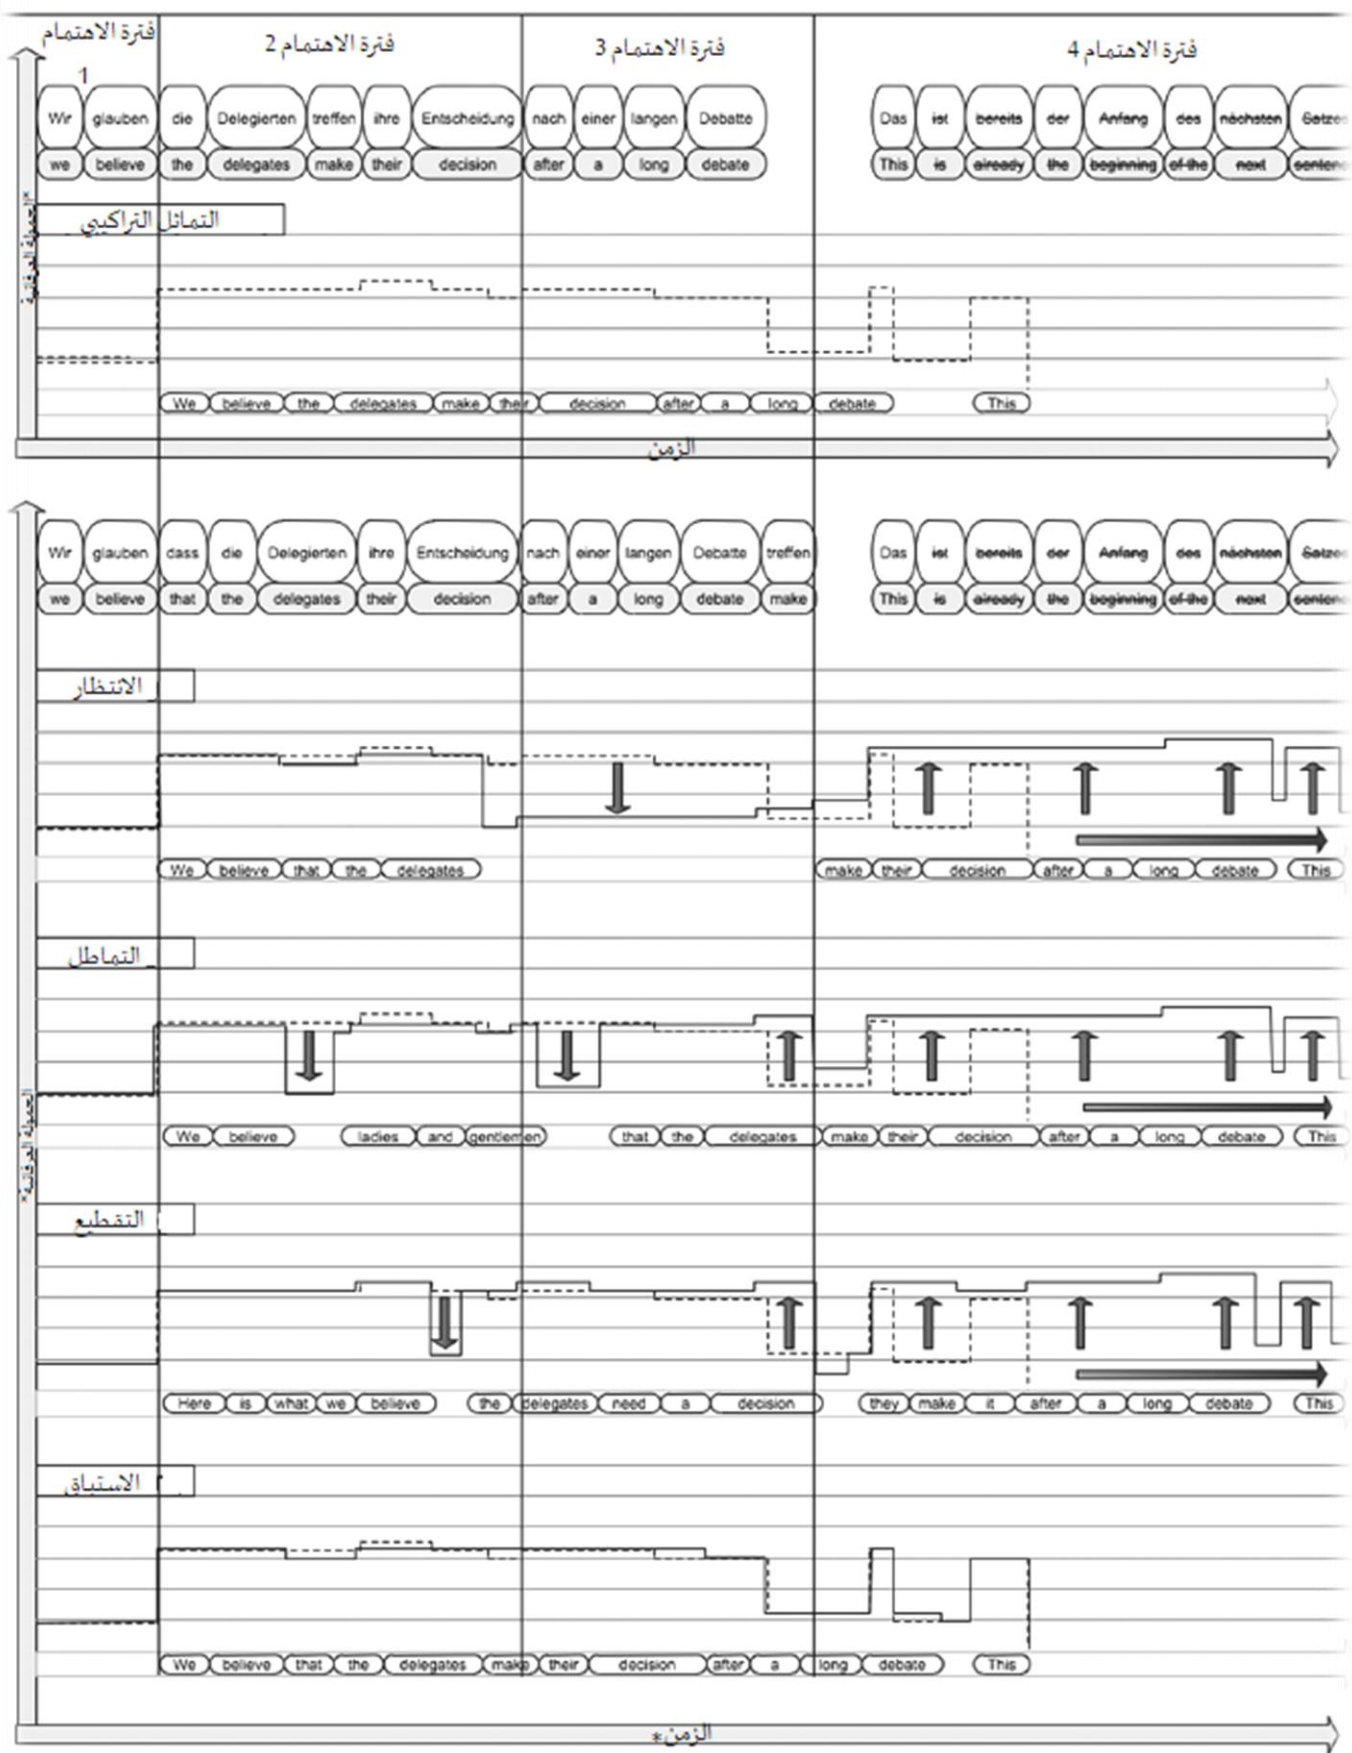 فترة الاهتمام 1
فترة الاهتمام 2
فترة الاهتمام 3
فترة الاهتمام 4
Wir glauben die Delegierten treffen ihre Entscheidung nach einer langen Debatte Das ist bereits der Anfang des nächsten Satzes
we believe the delegates make their decision after a long debate This is already the beginning of the next sentenc
التماثل التراكيبي
الحمولة العرفانية*
We believe the delegates make their decision after a long debate This
الزمن
Wir glauben dass die Delegierten ihre Entscheidung nach einer langen Debatte treffen Das ist bereits der Anfang des nächsten Satzes
we believe that the delegates their decision after a long debate make This is already the beginning of the next sentenc
الانتظار
We believe that the delegates make their decision after a long debate This
التماطل
We believe ladies and gentlemen that the delegates make their decision after a long debate This
الحمولة العرفانية*
التقطيع
Here is what we believe the delegates need a decision they make it after a long debate This
الاستباق
We believe that the delegates make their decision after a long debate This
الزمن*